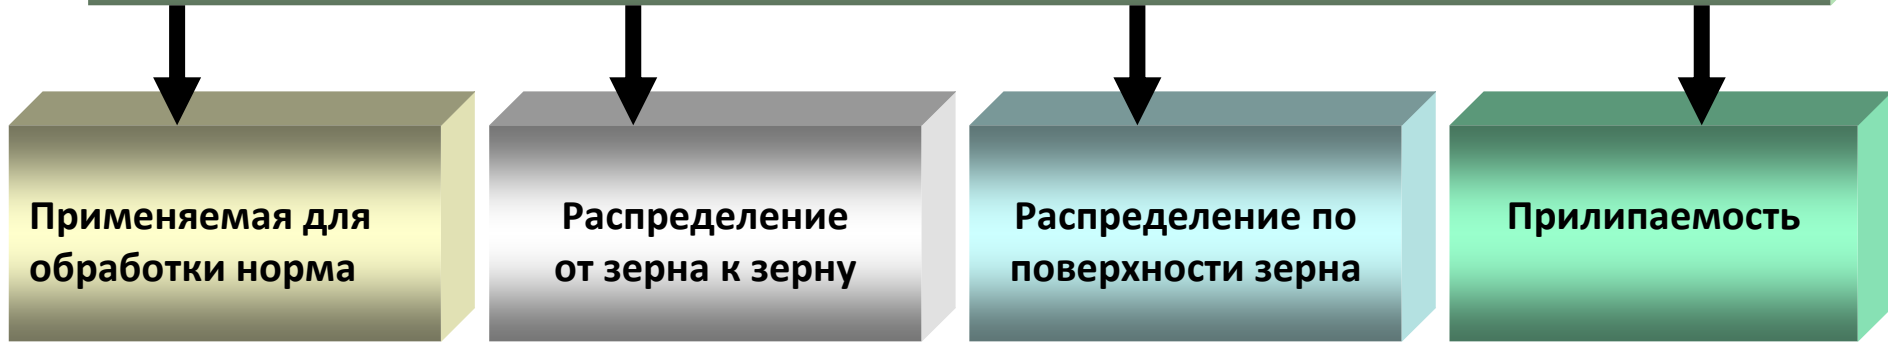 Применяемая для
обработки норма
Распределение
от зерна к зерну
Распределение по
поверхности зерна
Прилипаемость